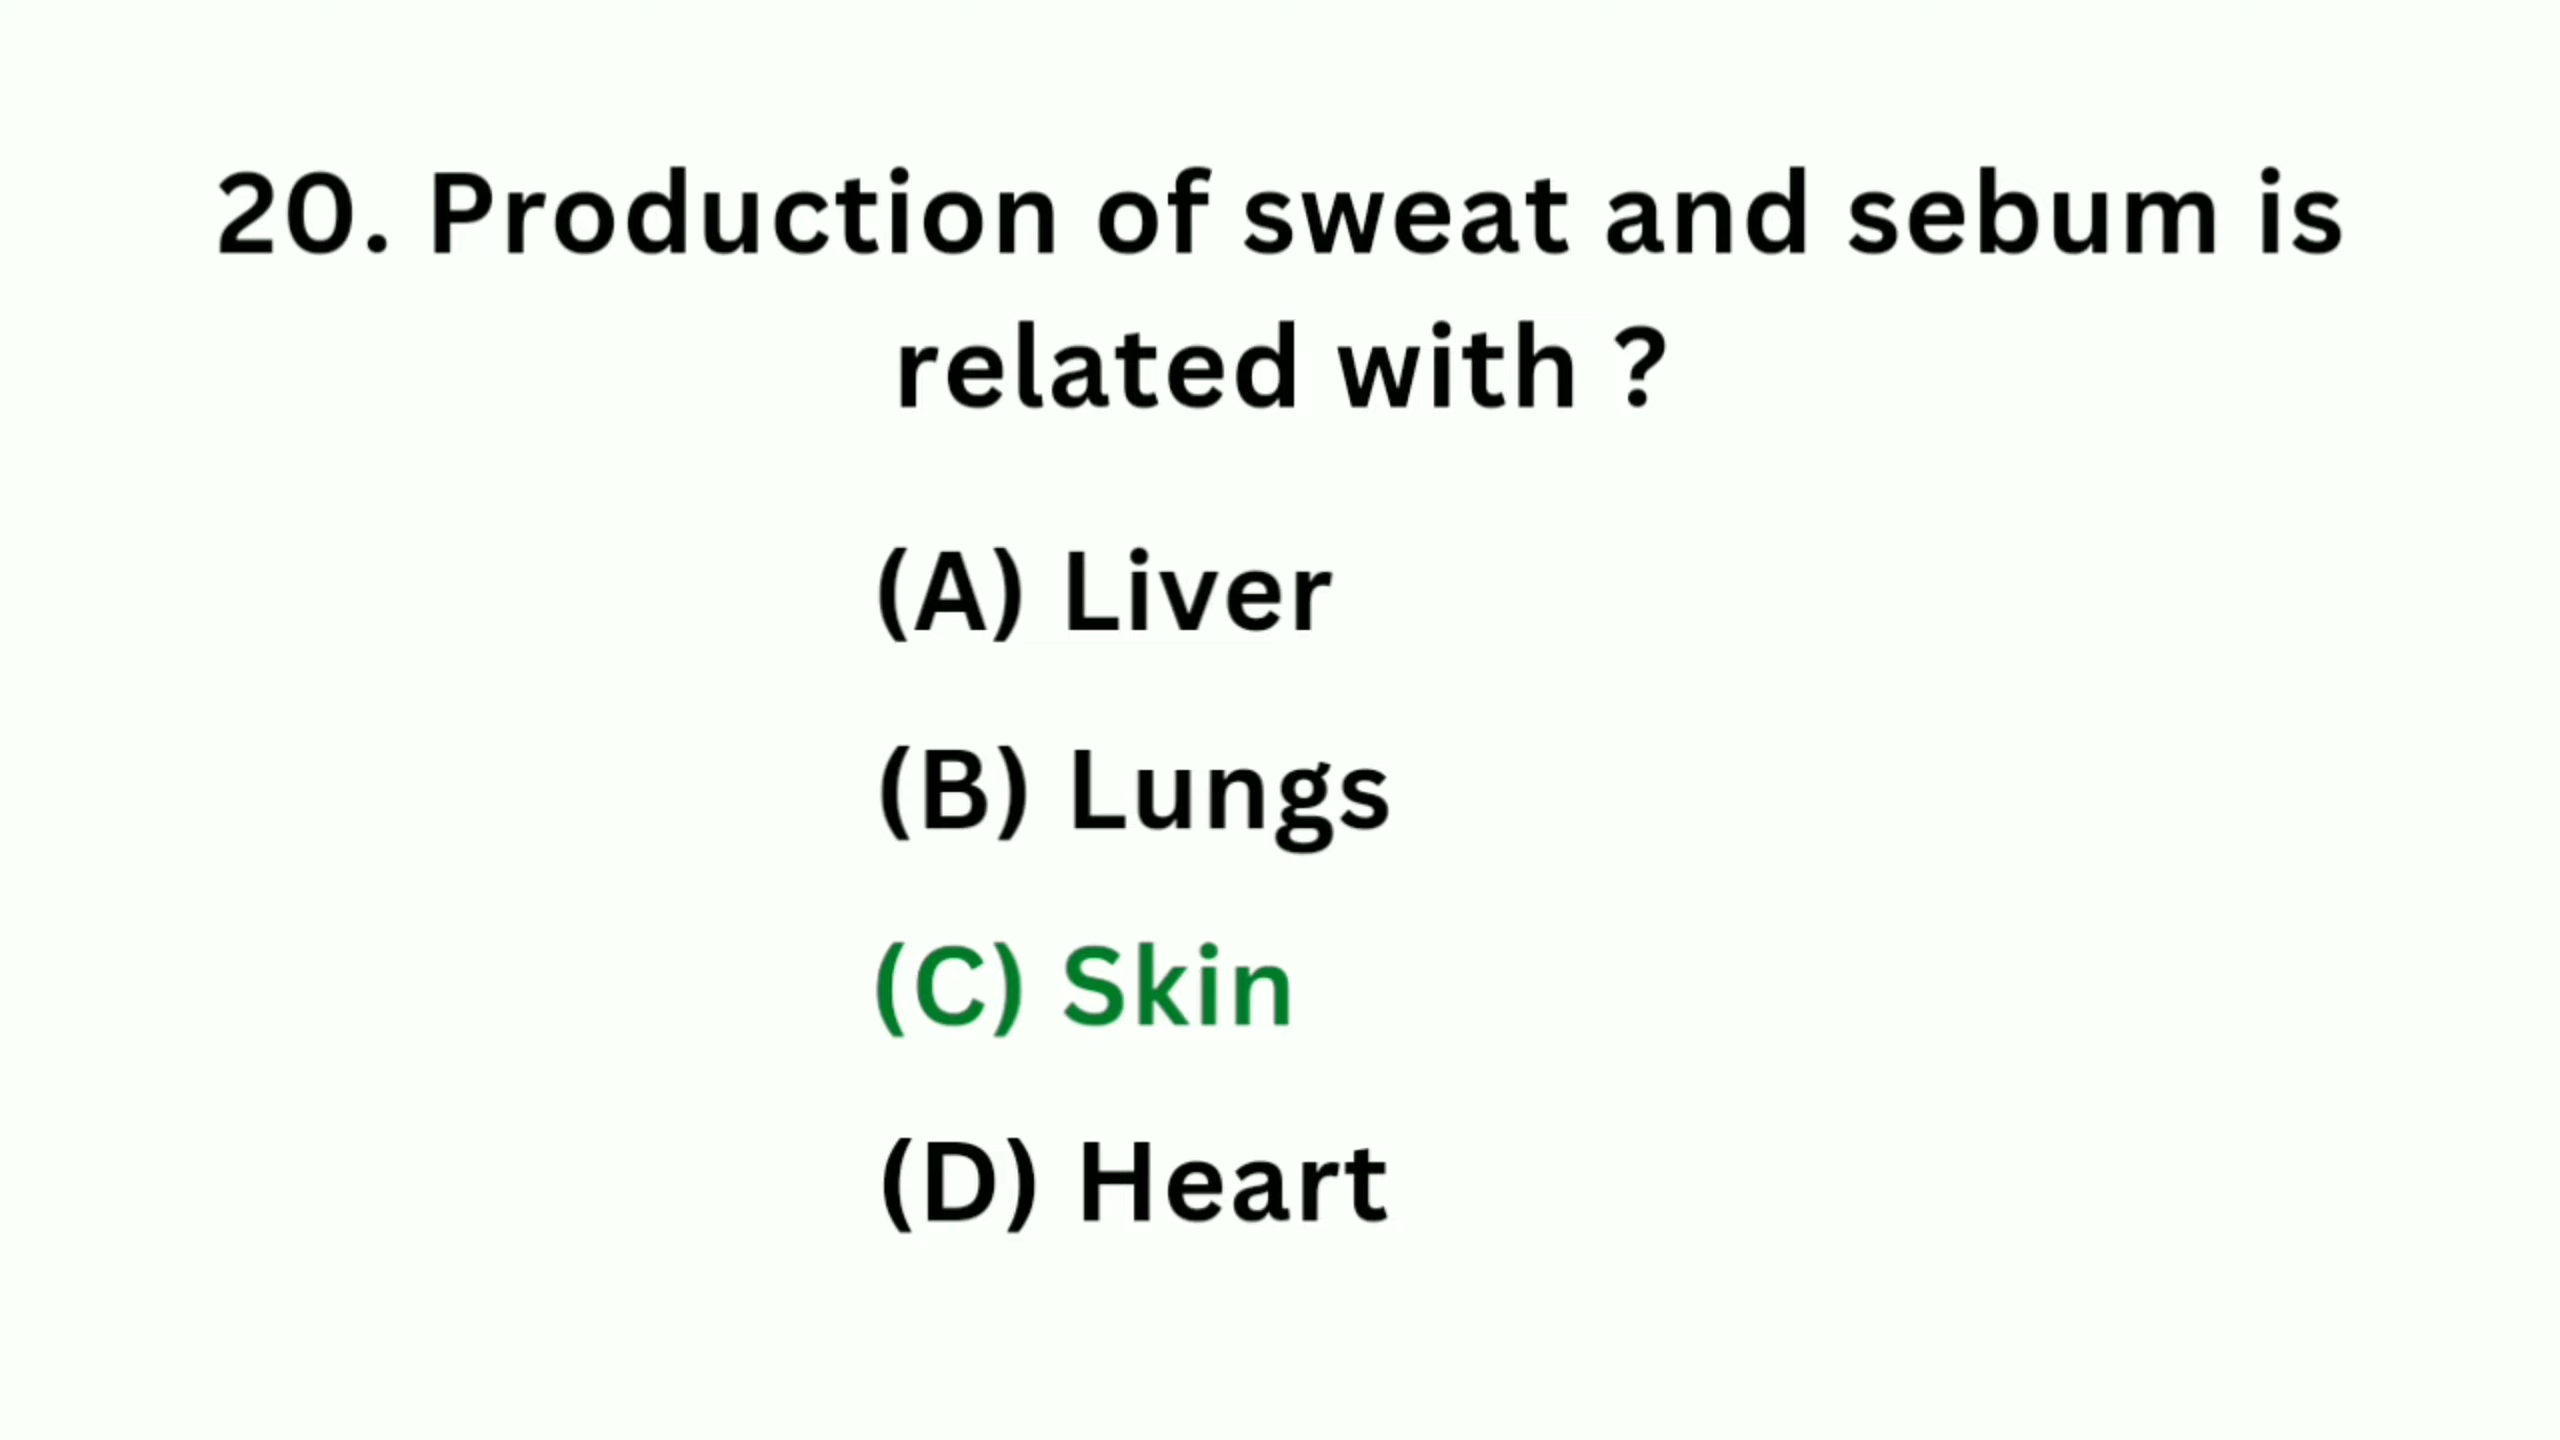 20. Production of sweat and sebum is
related with ?
(A) Liver
(B) Lungs
(C) Skin
(D) Heart